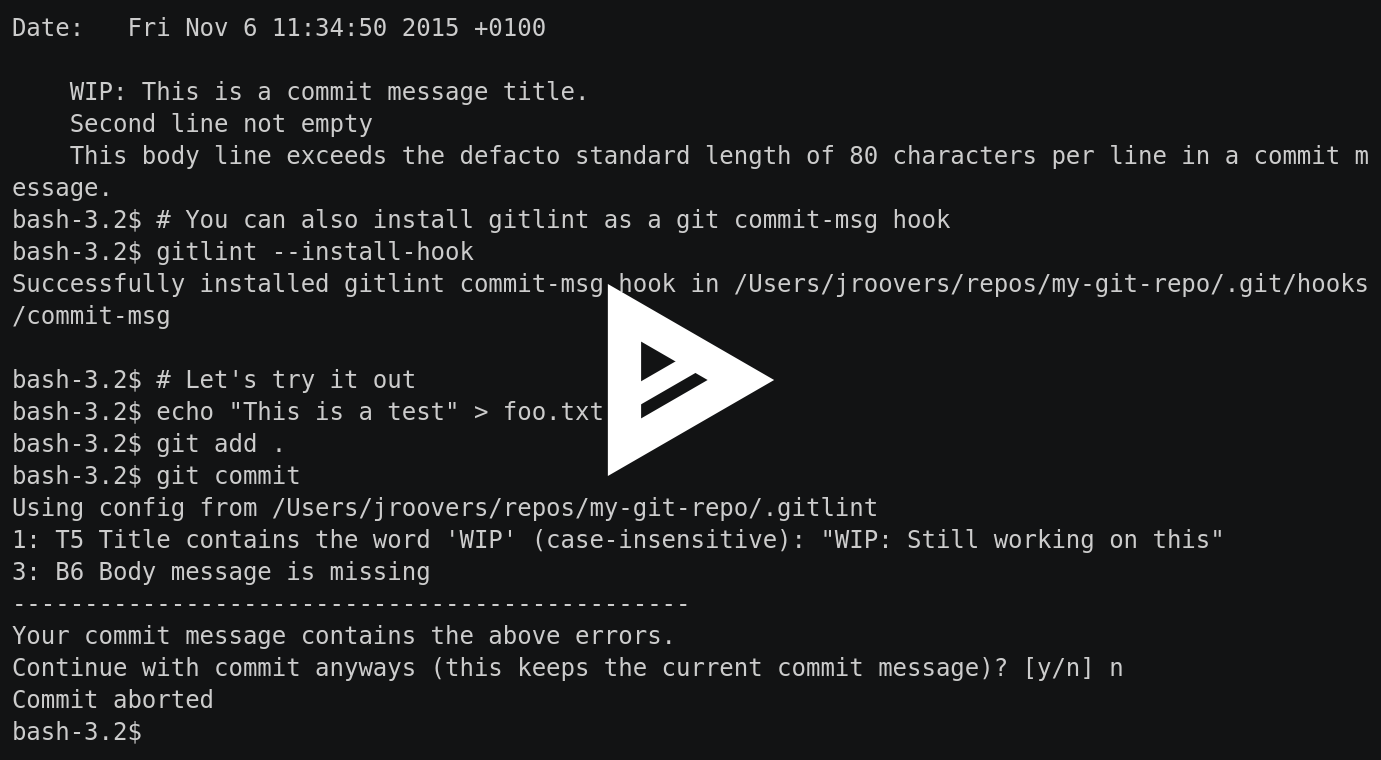 Date:   Fri Nov 6 11:34:50 2015 +0100
    WIP: This is a commit message title.
    Second line not empty
    This body line exceeds the defacto standard length of 80 characters per line in a commit m
essage.
bash-3.2$ # You can also install gitlint as a git commit-msg hook
bash-3.2$ gitlint --install-hook
Successfully installed gitlint commit-msg hook in /Users/jroovers/repos/my-git-repo/.git/hooks
/commit-msg
bash-3.2$ # Let's try it out
bash-3.2$ echo "This is a test" > foo.txt
bash-3.2$ git add .
bash-3.2$ git commit
Using config from /Users/jroovers/repos/my-git-repo/.gitlint
1: T5 Title contains the word 'WIP' (case-insensitive): "WIP: Still working on this"
3: B6 Body message is missing
-----------------------------------------------
Your commit message contains the above errors.
Continue with commit anyways (this keeps the current commit message)? [y/n] n
Commit aborted
bash-3.2$